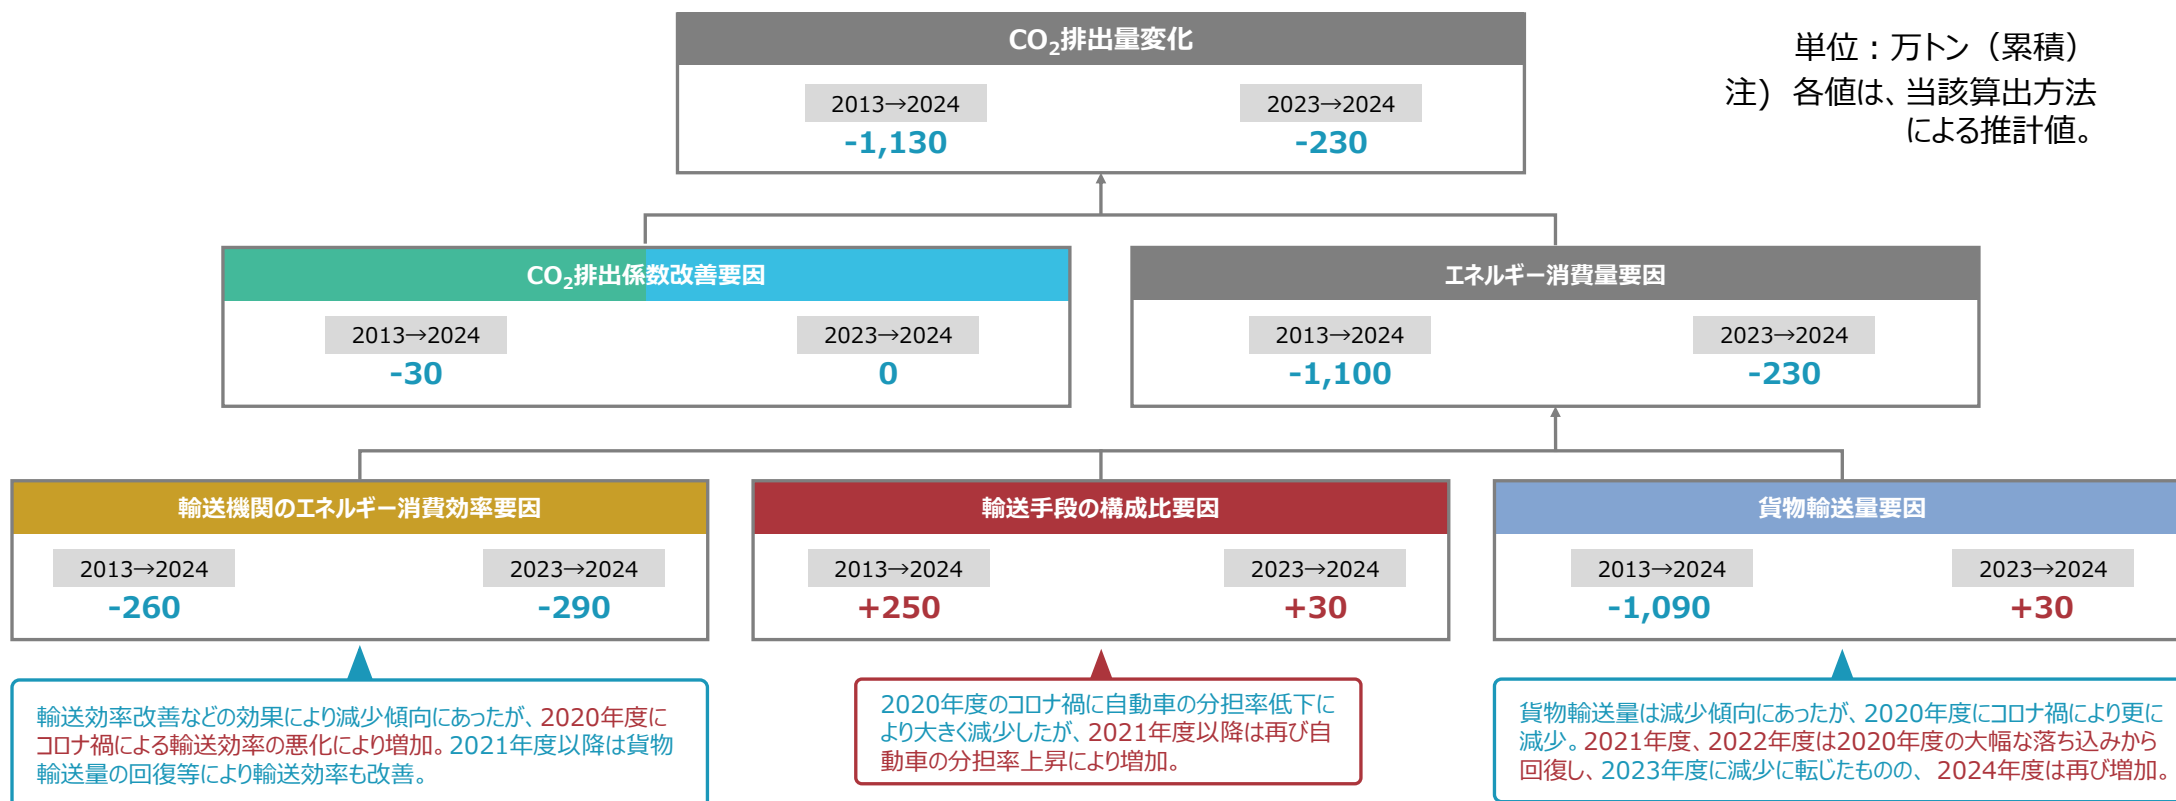 CO₂排出量変化
2013→2024
2023→2024
-1,130
-230
単位:万トン(累積)
注) 各値は、当該算出方法
による推計値。
CO₂排出係数改善要因
2013→2024
2023→2024
-30
0
エネルギー消費量要因
2013→2024
2023→2024
-1,100
-230
輸送機関のエネルギー消費効率要因
2013→2024
2023→2024
-260
-290
輸送手段の構成比要因
2013→2024
2023→2024
+250
+30
貨物輸送量要因
2013→2024
2023→2024
-1,090
+30
輸送効率改善などの効果により減少傾向にあったが、2020年度に
コロナ禍による輸送効率の悪化により増加。2021年度以降は貨物
輸送量の回復等により輸送効率も改善。
2020年度のコロナ禍に自動車の分担率低下に
より大きく減少したが、2021年度以降は再び自
動車の分担率上昇により増加。
貨物輸送量は減少傾向にあったが、2020年度にコロナ禍により更に
減少。2021年度、2022年度は2020年度の大幅な落ち込みから
回復し、2023年度に減少に転じたものの、2024年度は再び増加。